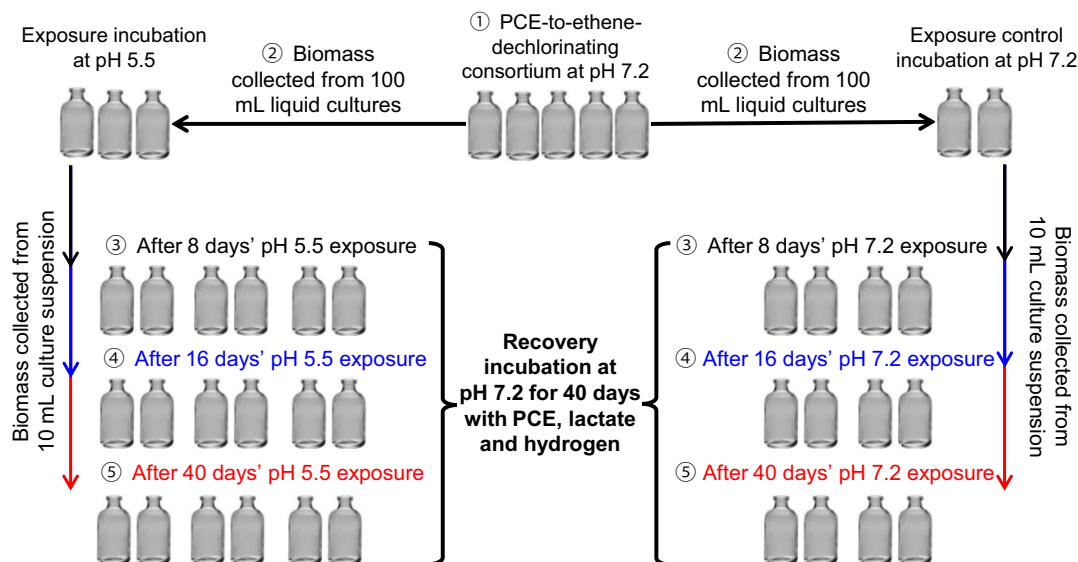 Exposure incubation
at pH 5.5
② Biomass
collected from 100
mL liquid cultures
① PCE-to-ethene-
dechlorinating
consortium at pH 7.2
② Biomass
collected from 100
mL liquid cultures
Exposure control
incubation at pH 7.2
Biomass collected from
10 mL culture suspension
③ After 8 days’ pH 5.5 exposure
④ After 16 days’ pH 5.5 exposure
⑤ After 40 days’ pH 5.5 exposure
Recovery
incubation at
pH 7.2 for 40 days
with PCE, lactate
and hydrogen
③ After 8 days’ pH 7.2 exposure
④ After 16 days’ pH 7.2 exposure
⑤ After 40 days’ pH 7.2 exposure
Biomass collected from
10 mL culture suspension